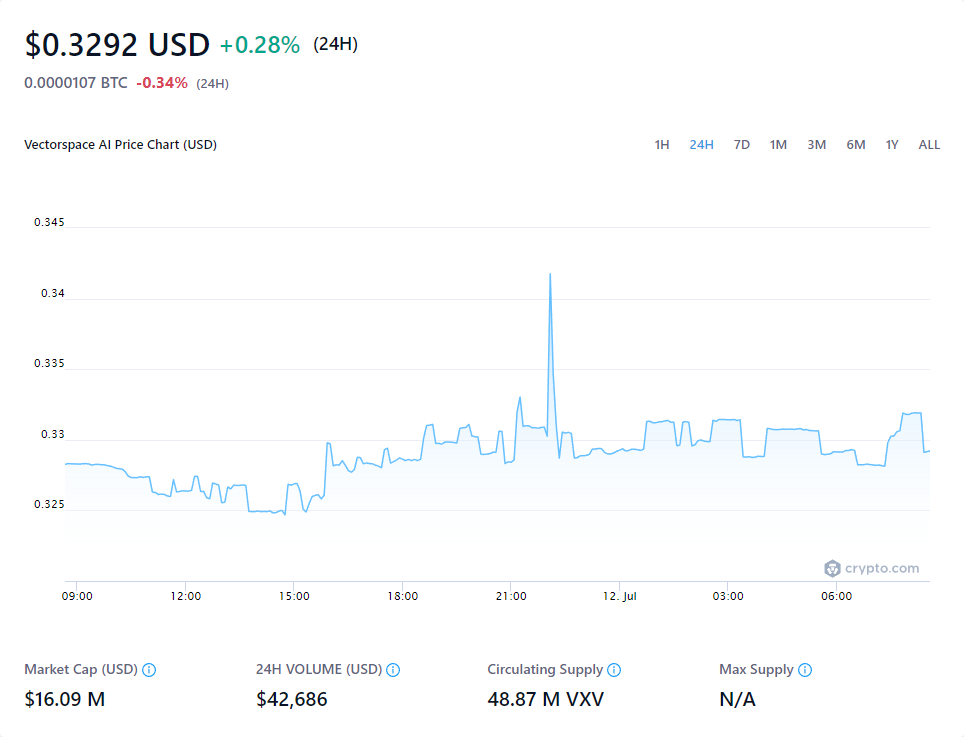 $0.3292 USD +0.28% (24H)
0.0000107 BTC -0.34% (24H)
Vectorspace AI Price Chart (USD)
1H 24H 7D 1M 3M 6M 1Y ALL
0.345
0.34
0.335
0.33
0.325
crypto.com
09:00 12:00 15:00 18:00 21:00 12. Jul 03:00 06:00
Market Cap (USD) 24H VOLUME (USD) Circulating Supply Max Supply
$16.09 M $42,686 48.87 M VXV N/A